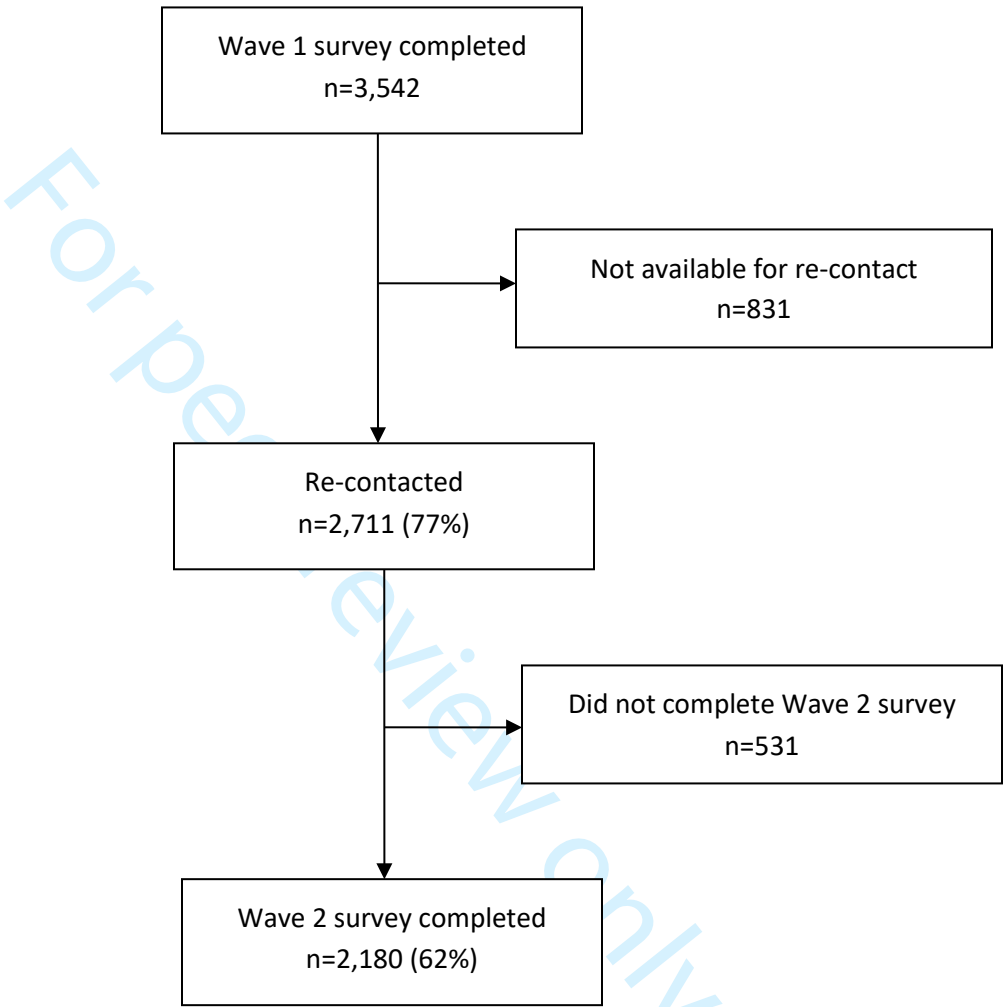 Wave 1 survey completed
n=3,542
Not available for re-contact
n=831
Re-contacted
n=2,711 (77%)
Did not complete Wave 2 survey
n=531
Wave 2 survey completed
n=2,180 (62%)
For peer review only